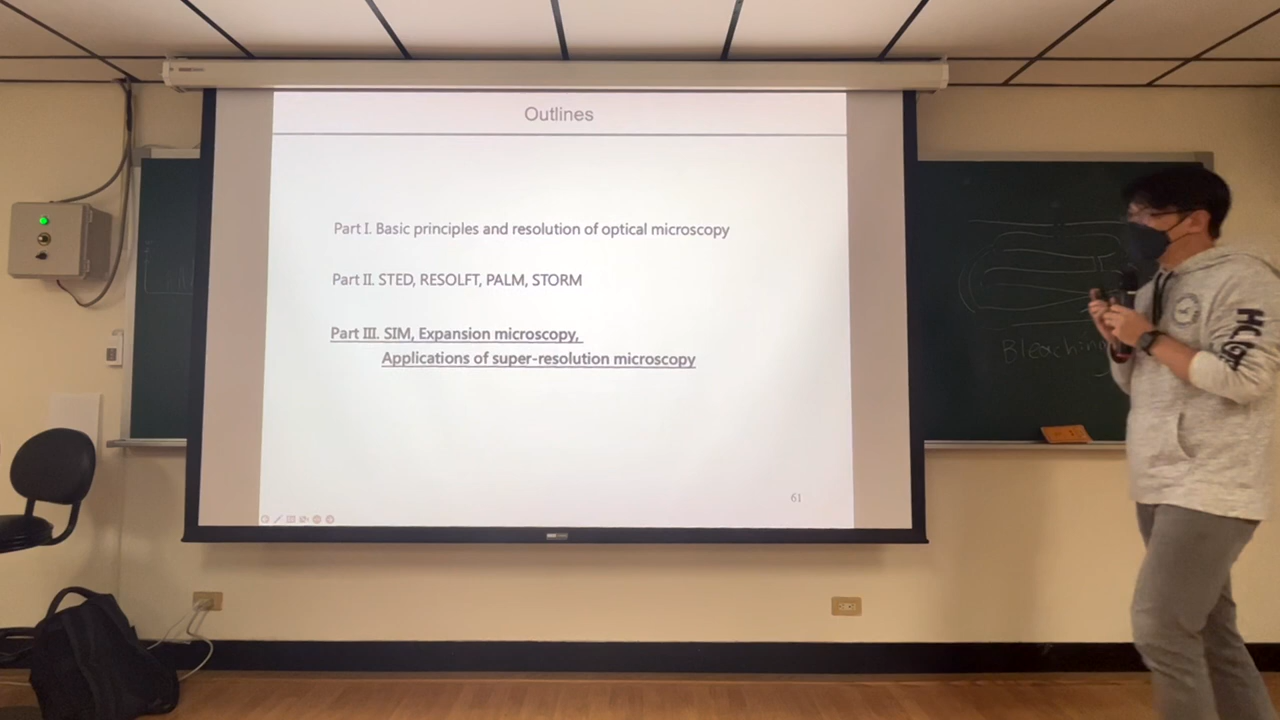 Outlines
Part I. Basic principles and resolution of optical microscopy
Part II. STED, RESOLFT, PALM, STORM
Part III. SIM, Expansion microscopy,
Applications of super-resolution microscopy
61
Bleaching